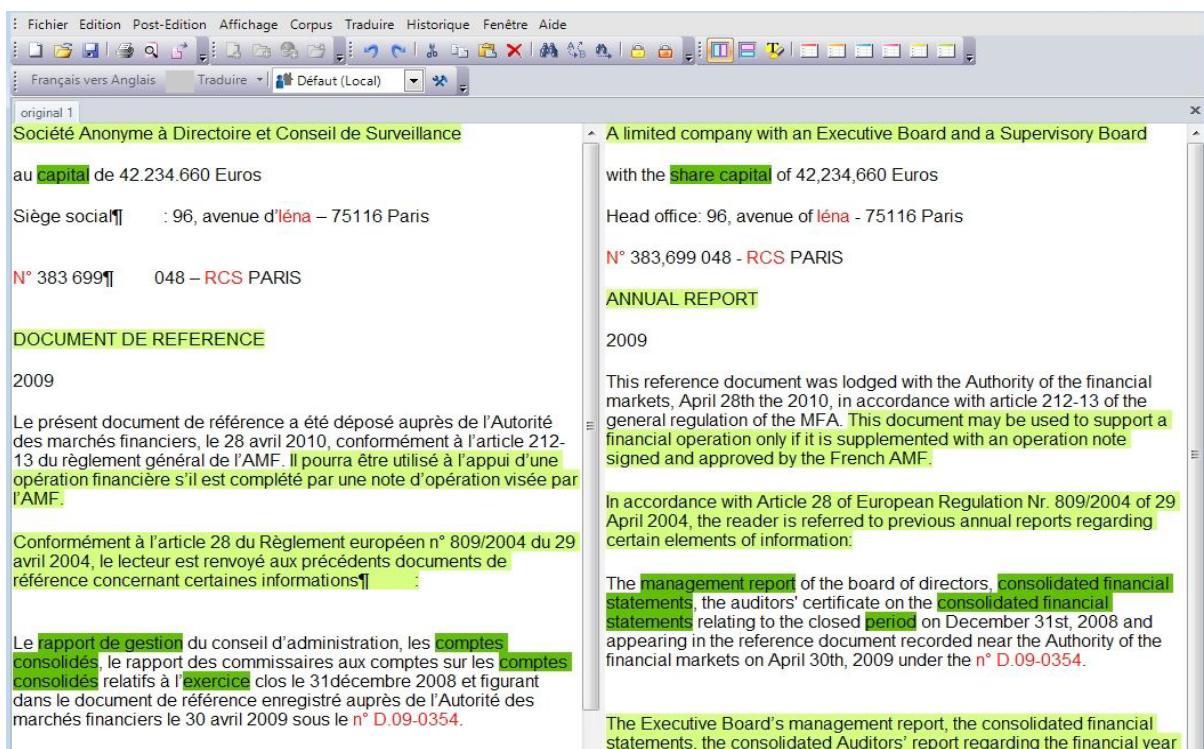 Fichier Edition Post-Edition Affichage Corpus Traduire Historique Fenêtre Aide
Français vers Anglais Traduire Défaut (Local)
original 1
Société Anonyme à Directoire et Conseil de Surveillance
au capital de 42.234.660 Euros
Siège social¶ : 96, avenue d’Iéna – 75116 Paris
N° 383 699¶ 048 – RCS PARIS
DOCUMENT DE REFERENCE
2009
Le présent document de référence a été déposé auprès de l’Autorité
des marchés financiers, le 28 avril 2010, conformément à l’article 212-
13 du règlement général de l’AMF. Il pourra être utilisé à l’appui d’une
opération financière s’il est complété par une note d’opération visée par
l’AMF.
Conformément à l’article 28 du Règlement européen n° 809/2004 du 29
avril 2004, le lecteur est renvoyé aux précédents documents de
référence concernant certaines informations¶ :
Le rapport de gestion du conseil d’administration, les comptes
consolidés, le rapport des commissaires aux comptes sur les comptes
consolidés relatifs à l’exercice clos le 31décembre 2008 et figurant
dans le document de référence enregistré auprès de l’Autorité des
marchés financiers le 30 avril 2009 sous le n° D.09-0354.
A limited company with an Executive Board and a Supervisory Board
with the share capital of 42,234,660 Euros
Head office: 96, avenue of Iéna - 75116 Paris
N° 383,699 048 - RCS PARIS
ANNUAL REPORT
2009
This reference document was lodged with the Authority of the financial
markets, April 28th the 2010, in accordance with article 212-13 of the
general regulation of the MFA. This document may be used to support a
financial operation only if it is supplemented with an operation note
signed and approved by the French AMF.
In accordance with Article 28 of European Regulation Nr. 809/2004 of 29
April 2004, the reader is referred to previous annual reports regarding
certain elements of information:
The management report of the board of directors, consolidated financial
statements, the auditors' certificate on the consolidated financial
statements relating to the closed period on December 31st, 2008 and
appearing in the reference document recorded near the Authority of the
financial markets on April 30th, 2009 under the n° D.09-0354.
The Executive Board’s management report, the consolidated financial
statements, the consolidated Auditors’ report regarding the financial year